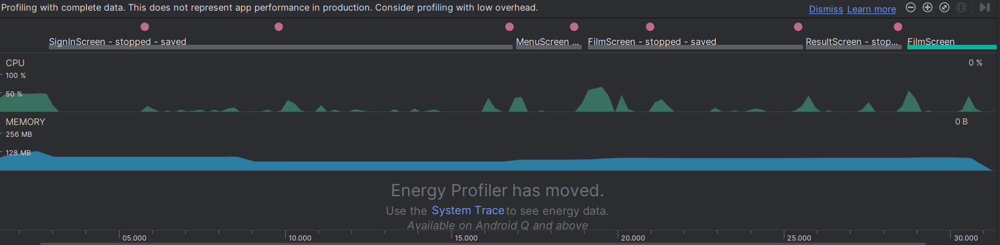 Profiling with complete data. This does not represent app performance in production. Consider profiling with low overhead.
Dismiss Learn more
SignInScreen - stopped - saved
MenuScreen ...
FilmScreen - stopped - saved
ResultScreen - stop...
FilmScreen
CPU
0 %
100 %
50 %
MEMORY
0 B
256 MB
128 MB
Energy Profiler has moved.
Use the System Trace to see energy data.
Available on Android Q and above
05.000 10.000 15.000 20.000 25.000 30.000